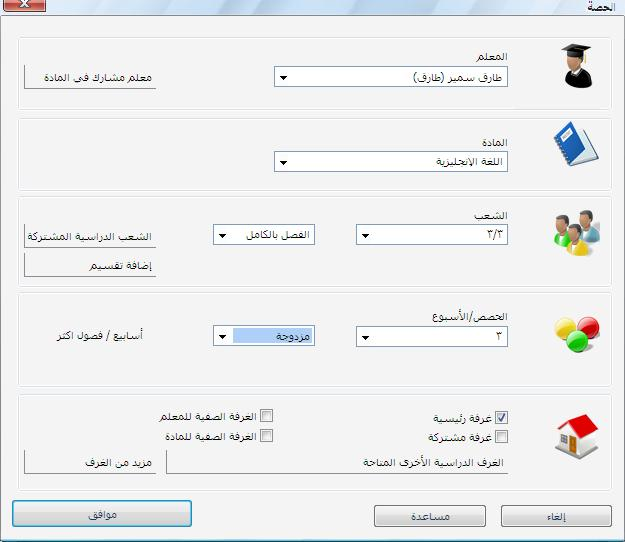 الحصة
المعلم
طارق سمير (طارق)
معلم مشارك في المادة
المادة
اللغة الإنجليزية
الشعب
٣/٣
الفصل بالكامل
الشعب الدراسية المشتركة
إضافة تقسيم
الحصص/الأسبوع
٣
مزدوجة
أسابيع / فصول اكثر
غرفة رئيسية
الغرفة الصفية للمعلم
غرفة مشتركة
الغرفة الصفية للمادة
الغرف الدراسية الأخرى المتاحة
مزيد من الغرف
إلغاء
مساعدة
موافق